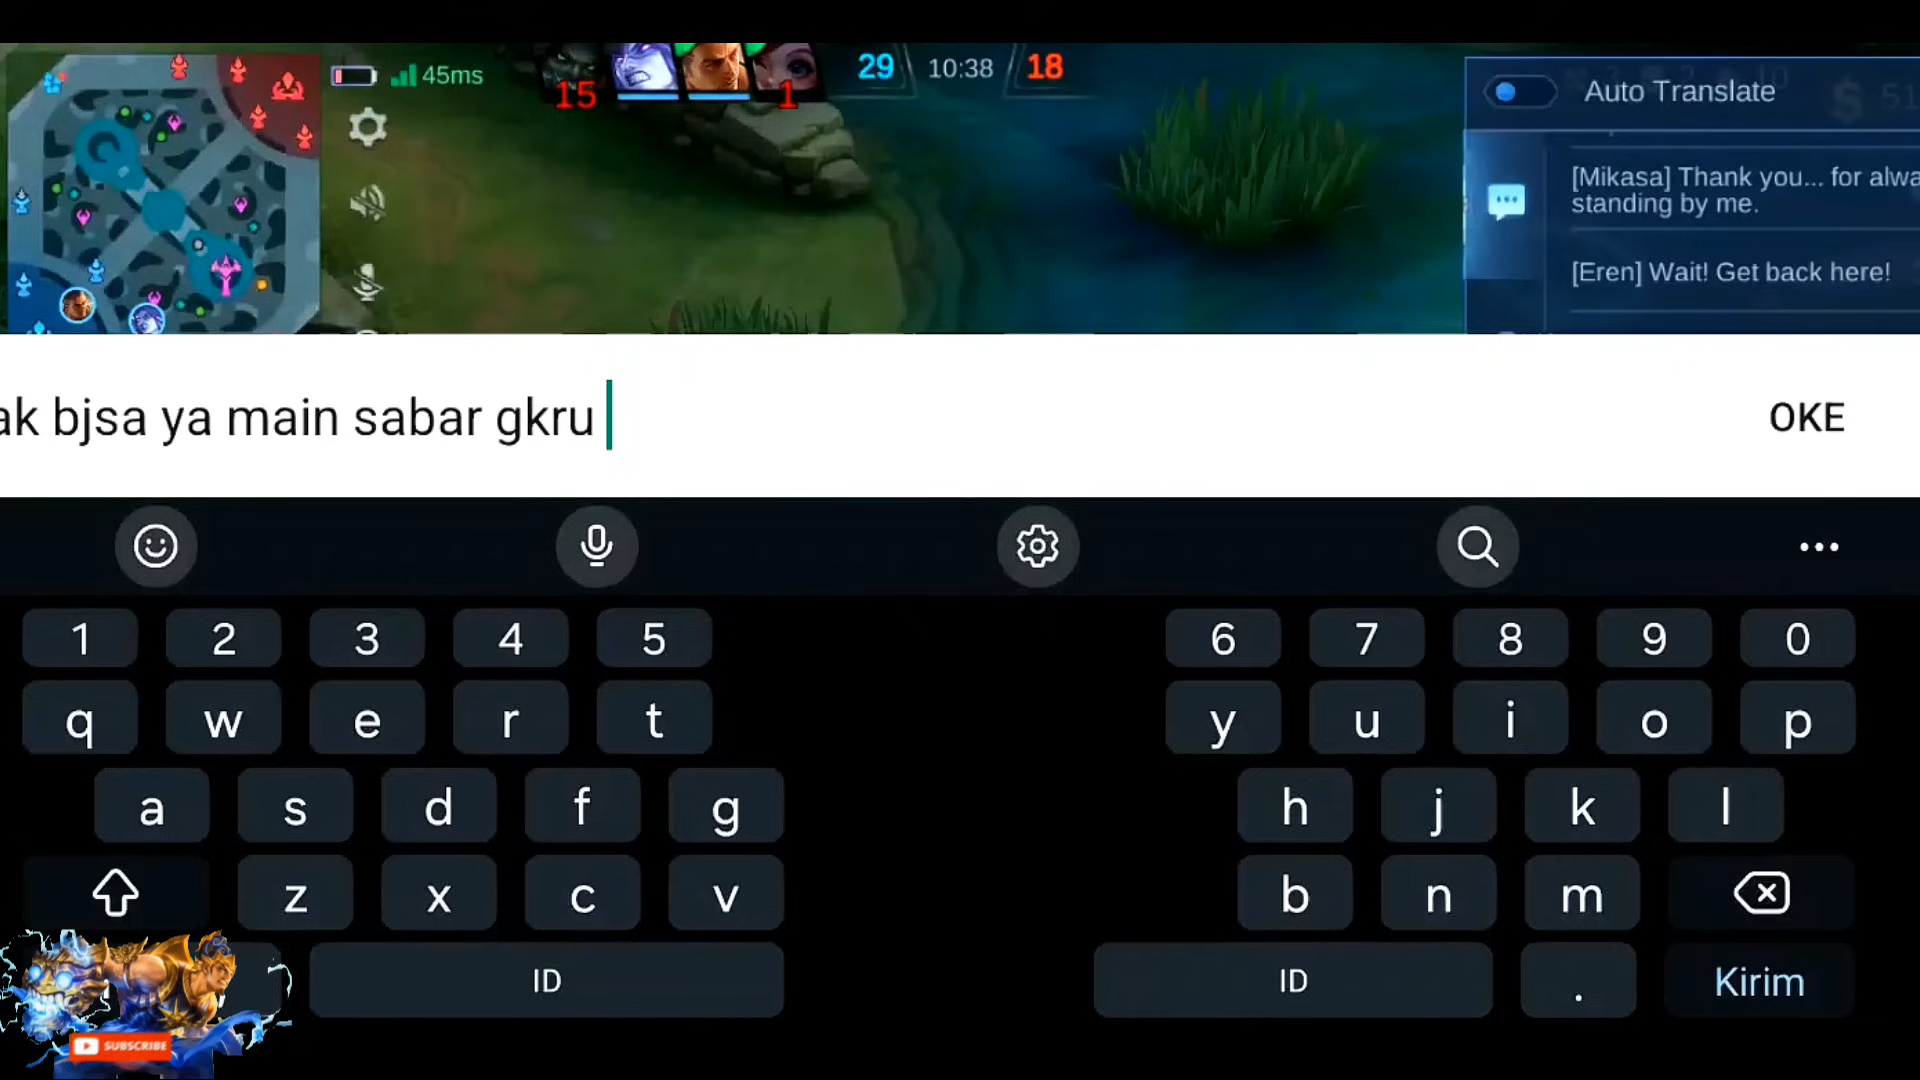 45ms
15
1
29 10:38 18
Auto Translate
[Mikasa] Thank you... for alwa
standing by me.
[Eren] Wait! Get back here!
ak bjsa ya main sabar gkru
OKE
1 2 3 4 5 6 7 8 9 0
q w e r t y u i o p
a s d f g h j k l
z x c v b n m
ID ID . Kirim
SUBSCRIBE